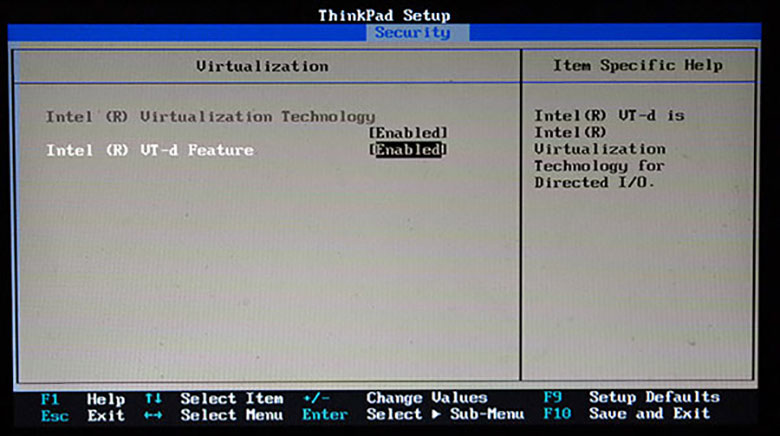 ThinkPad Setup
Security
Virtualization
Item Specific Help
Intel (R) Virtualization Technology
[Enabled]
Intel (R) VT-d Feature [Enabled]
Intel(R) VT-d is
Intel(R)
Virtualization
Technology for
Directed I/O.
F1 Help ↑↓ Select Item +/- Change Values F9 Setup Defaults
Esc Exit ←→ Select Menu Enter Select ▶ Sub-Menu F10 Save and Exit